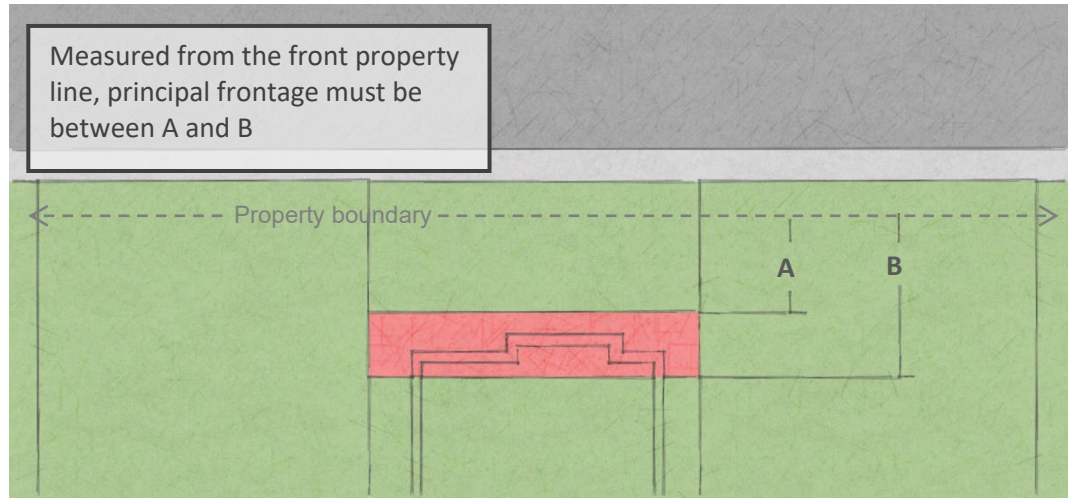 Measured from the front property
line, principal frontage must be
between A and B
Property boundary
A
B